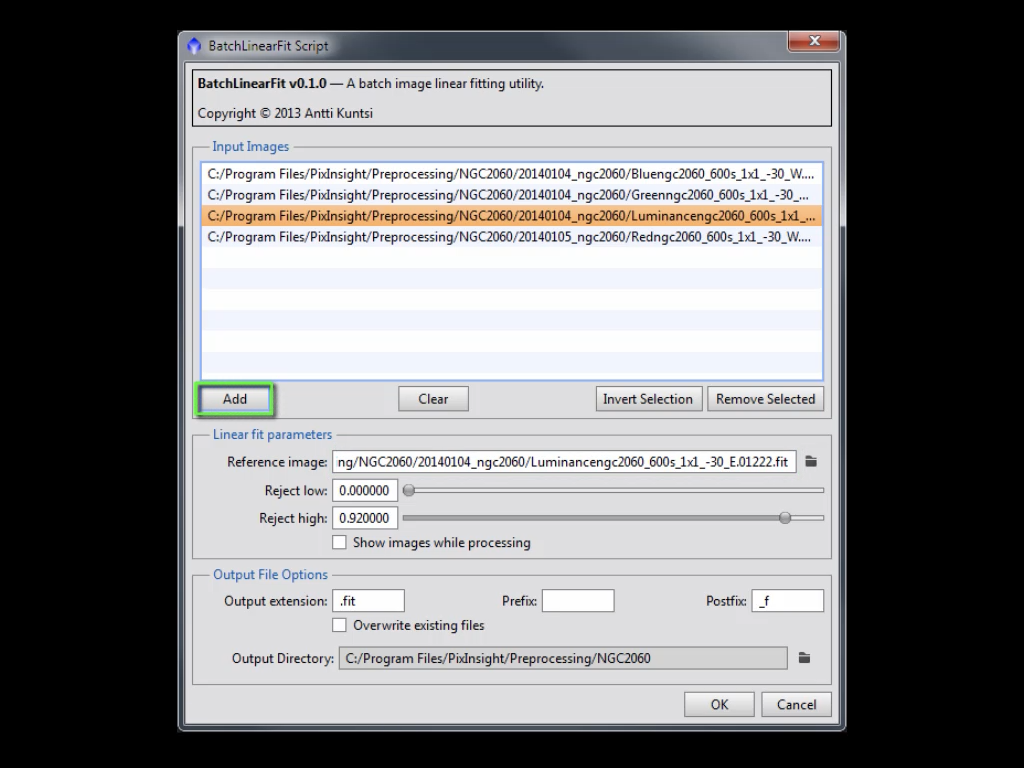 BatchLinearFit Script
BatchLinearFit v0.1.0 — A batch image linear fitting utility.
Copyright © 2013 Antti Kuntsi
Input Images
C:/Program Files/PixInsight/Preprocessing/NGC2060/20140104_ngc2060/Bluengc2060_600s_1x1_-30_W....
C:/Program Files/PixInsight/Preprocessing/NGC2060/20140104_ngc2060/Greenngc2060_600s_1x1_-30_...
C:/Program Files/PixInsight/Preprocessing/NGC2060/20140104_ngc2060/Luminancengc2060_600s_1x1_...
C:/Program Files/PixInsight/Preprocessing/NGC2060/20140105_ngc2060/Redngc2060_600s_1x1_-30_W....
Add Clear Invert Selection Remove Selected
Linear fit parameters
Reference image: ng/NGC2060/20140104_ngc2060/Luminancengc2060_600s_1x1_-30_E.01222.fit
Reject low: 0.000000
Reject high: 0.920000
Show images while processing
Output File Options
Output extension: .fit Prefix: Postfix: _f
Overwrite existing files
Output Directory: C:/Program Files/PixInsight/Preprocessing/NGC2060
OK Cancel